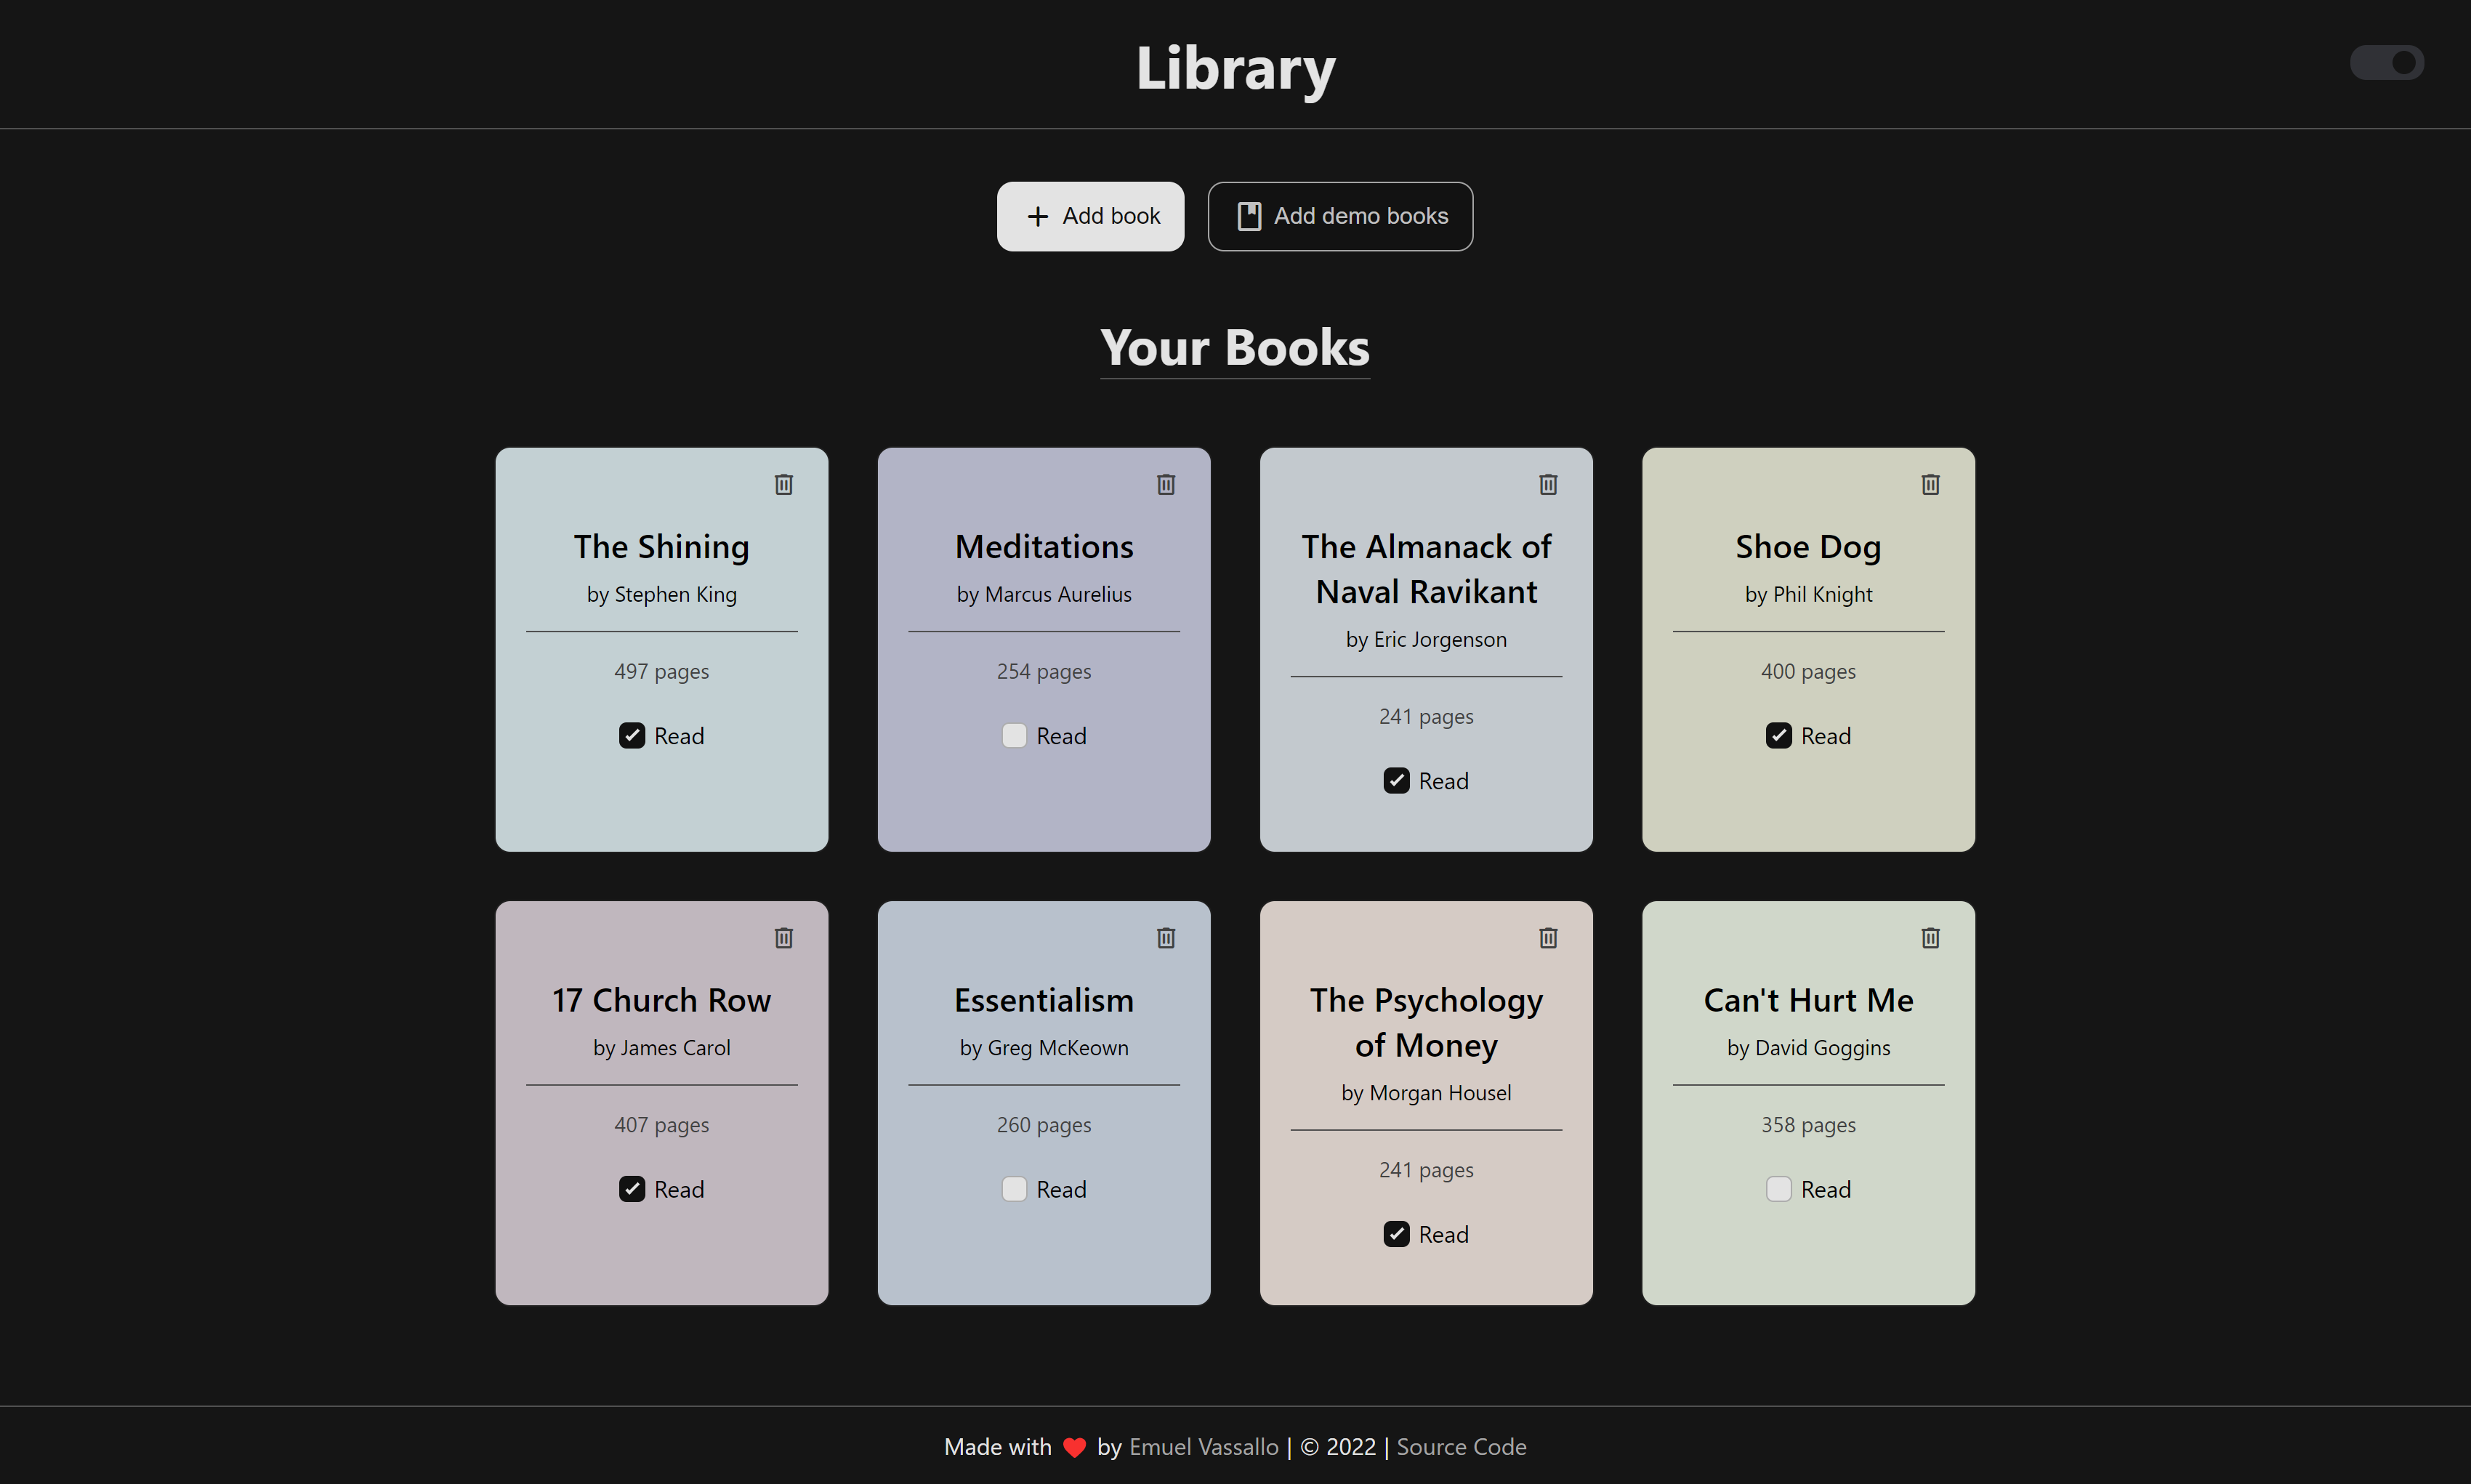 Library
Add book
Add demo books
Your Books
The Shining
by Stephen King
497 pages
Read
Meditations
by Marcus Aurelius
254 pages
Read
The Almanack of
Naval Ravikant
by Eric Jorgenson
241 pages
Read
Shoe Dog
by Phil Knight
400 pages
Read
17 Church Row
by James Carol
407 pages
Read
Essentialism
by Greg McKeown
260 pages
Read
The Psychology
of Money
by Morgan Housel
241 pages
Read
Can't Hurt Me
by David Goggins
358 pages
Read
Made with ❤ by Emuel Vassallo | © 2022 | Source Code